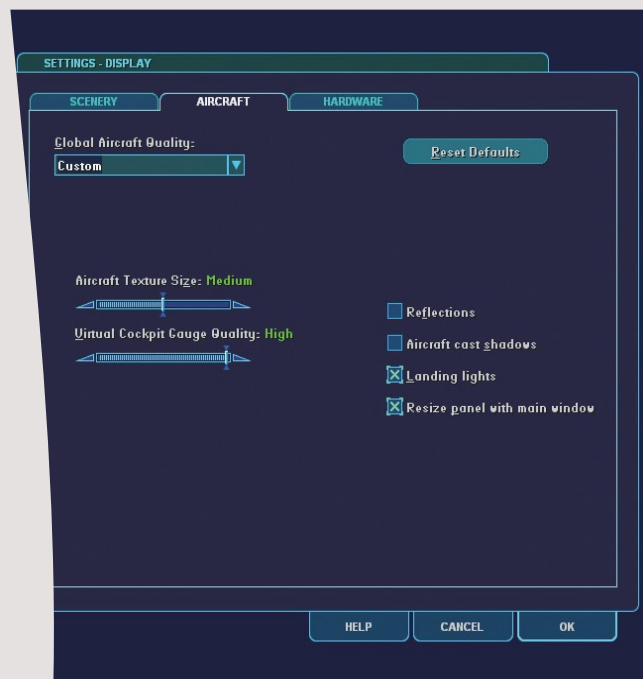 SETTINGS - DISPLAY
SCENERY AIRCRAFT HARDWARE
Global Aircraft Quality:
Custom
Reset Defaults
Aircraft Texture Size: Medium
Virtual Cockpit Gauge Quality: High
Reflections
Aircraft cast shadows
Landing lights
Resize panel with main window
HELP CANCEL OK